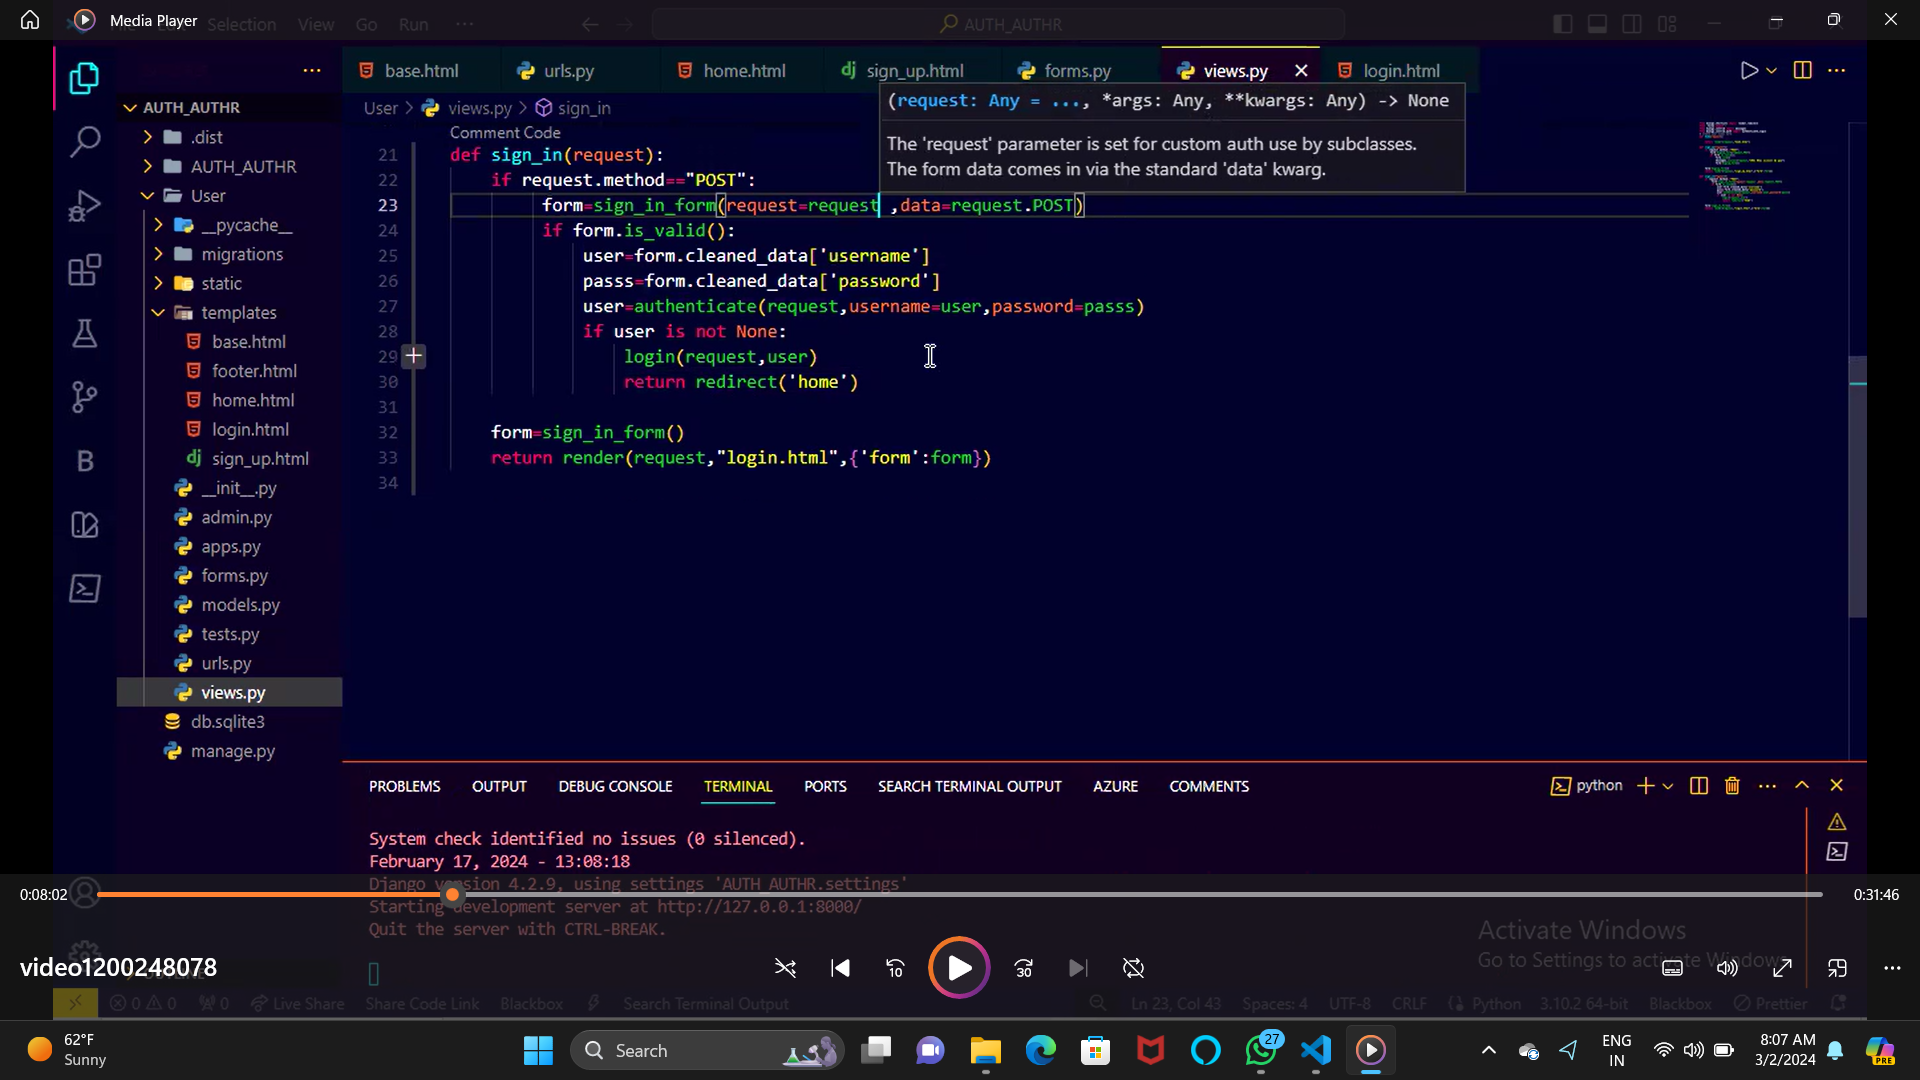 Media Player
Edit Selection View Go Run ...
AUTH_AUTHR
base.html urls.py home.html sign_up.html forms.py views.py login.html
AUTH_AUTHR
.dist
AUTH_AUTHR
User
__pycache__
migrations
static
templates
base.html
footer.html
home.html
login.html
sign_up.html
__init__.py
admin.py
apps.py
forms.py
models.py
tests.py
urls.py
views.py
db.sqlite3
manage.py
User > views.py > sign_in
(request: Any = ..., *args: Any, **kwargs: Any) -> None
The 'request' parameter is set for custom auth use by subclasses.
The form data comes in via the standard 'data' kwarg.
Comment Code
21 def sign_in(request):
22 if request.method=="POST":
23 form=sign_in_form(request=request ,data=request.POST)
24 if form.is_valid():
25 user=form.cleaned_data['username']
26 passs=form.cleaned_data['password']
27 user=authenticate(request,username=user,password=passs)
28 if user is not None:
29 login(request,user)
30 return redirect('home')
31
32 form=sign_in_form()
33 return render(request,"login.html",{'form':form})
34
PROBLEMS OUTPUT DEBUG CONSOLE TERMINAL PORTS SEARCH TERMINAL OUTPUT AZURE COMMENTS
python
System check identified no issues (0 silenced).
February 17, 2024 - 13:08:18
Django version 4.2.9, using settings 'AUTH_AUTHR.settings'
Starting development server at http://127.0.0.1:8000/
Quit the server with CTRL-BREAK.
0:08:02
0:31:46
Activate Windows
Go to Settings to activate Windows.
video1200248078
10
30
0 0 0 Live Share Share Code Link Blackbox Search Terminal Output Ln 23, Col 43 Spaces: 4 UTF-8 CRLF Python 3.10.2 64-bit Blackbox Prettier
62°F
Sunny
Search
27
ENG
IN
8:07 AM
3/2/2024
PRE